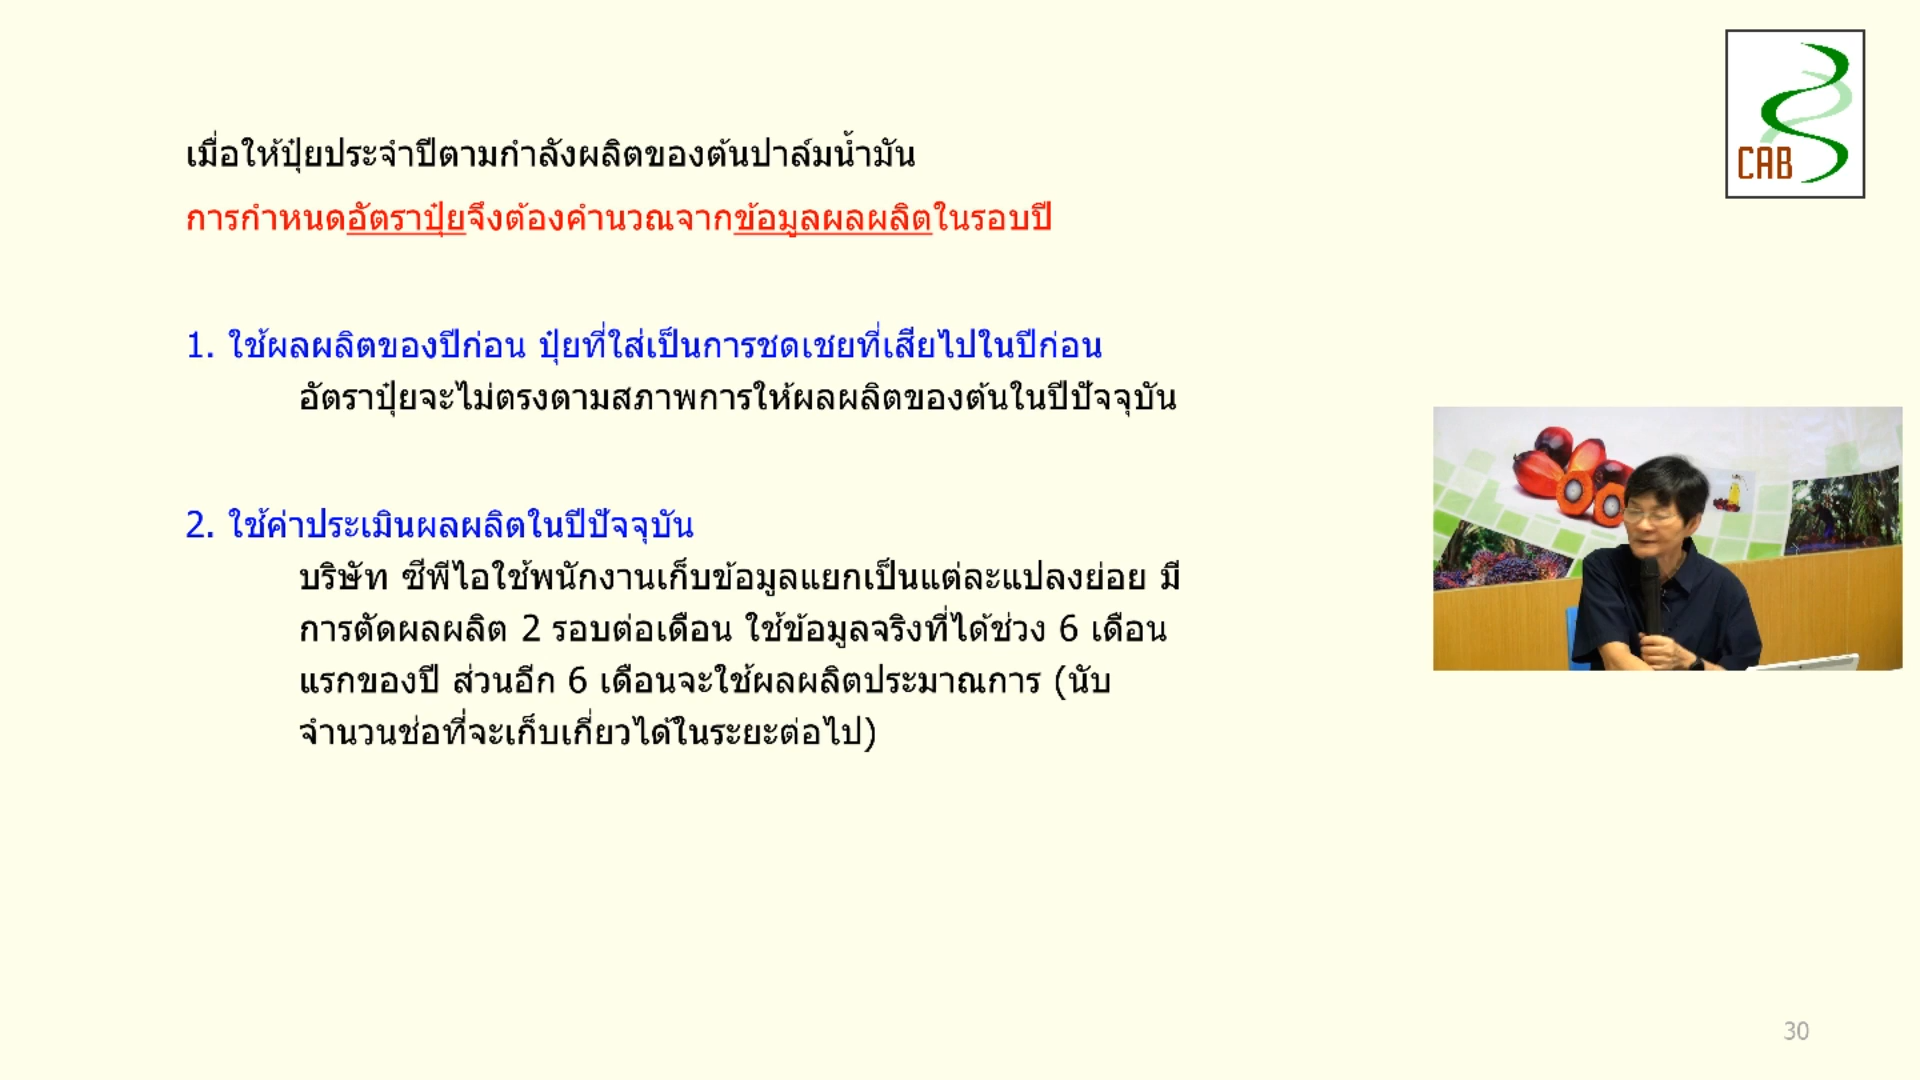 CAB
เมื่อให้ปุ๋ยประจำปีตามกำลังผลิตของต้นปาล์มน้ำมัน
การกำหนดอัตราปุ๋ยจึงต้องคำนวณจากข้อมูลผลผลิตในรอบปี
1. ใช้ผลผลิตของปีก่อน ปุ๋ยที่ใส่เป็นการชดเชยที่เสียไปในปีก่อน
อัตราปุ๋ยจะไม่ตรงตามสภาพการให้ผลผลิตของต้นในปีปัจจุบัน
2. ใช้ค่าประเมินผลผลิตในปีปัจจุบัน
บริษัท ซีพีไอใช้พนักงานเก็บข้อมูลแยกเป็นแต่ละแปลงย่อย มี
การตัดผลผลิต 2 รอบต่อเดือน ใช้ข้อมูลจริงที่ได้ช่วง 6 เดือน
แรกของปี ส่วนอีก 6 เดือนจะใช้ผลผลิตประมาณการ (นับ
จำนวนช่อที่จะเก็บเกี่ยวได้ในระยะต่อไป)
30